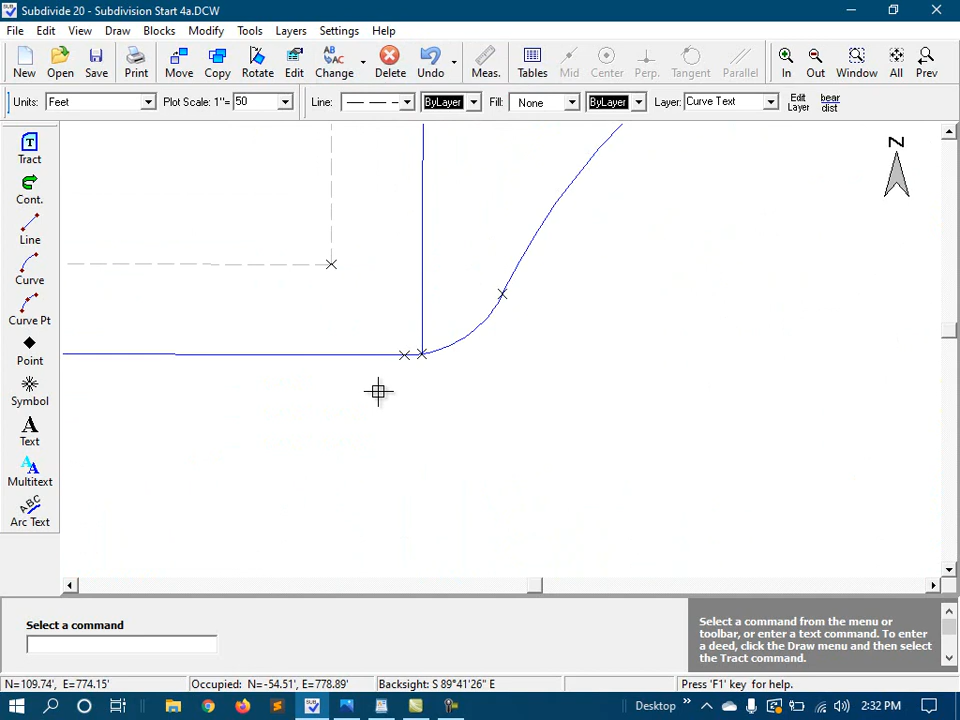 Subdivide 20 - Subdivision Start 4a.DCW
File Edit View Draw Blocks Modify Tools Layers Settings Help
New Open Save Print Move Copy Rotate Edit Change Delete Undo Meas. Tables Mid Center Perp. Tangent Parallel In Out Window All Prev
Units: Feet Plot Scale: 1"= 50 Line: ByLayer Fill: None ByLayer Layer: Curve Text Edit Layer bear dist
Tract
Cont.
Line
Curve
Curve Pt
Point
Symbol
Text
Multitext
Arc Text
N
Select a command
Select a command from the menu or
toolbar, or enter a text command. To enter
a deed, click the Draw menu and then select
the Tract command.
N=109.74', E=774.15' Occupied: N=-54.51', E=778.89' Backsight: S 89°41'26" E Press 'F1' key for help.
Desktop 2:32 PM